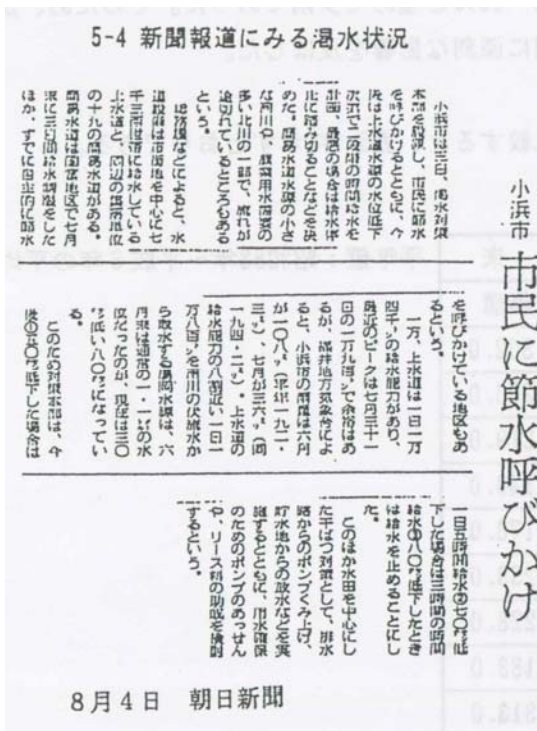 5-4 新聞報道にみる渇水状況
小浜市
市民に節水呼びかけ
小浜市は三日、渇水対策
本部を設置し、市民に節水
を呼びかけるとともに、今
後は上水道水源の水位低下
次第で二段階の時間給水を
計画、最悪の場合は給水停
止に踏み切ることなどを決
めた。簡易水道水源の小さ
な河川や、農業用水需要の
多い北川の一部で、流れが
途切れているところもある
という。
によると、水
道設備は市街地を中心に七
千三百世帯に給水している
上水道と、周辺の
の十九の簡易水道がある。
簡易水道は 地区で七月
末に三日間給水制限をした
ほか、すでに自主的に節水
を呼びかけている地区もあ
るという。
一方、上水道は一日二万
四千㌧の給水能力があり、
最近のピークは七月三十一
日の一万九百㌧で余裕はあ
るが、福井地方気象台によ
ると、小浜市の雨量は六月
が一〇八㍉(平年一九二・
三㍉)、七月が三六㍉(同
一九四・二㍉)。上水道の
給水能力の八割近い一日一
万八百㌧を南川の伏流水か
ら取水する 水源は、六
月末は通常の一・一㍍の水
度だったのが、現在は三〇
㌢低い八〇㌢になってい
る。
このため対策本部は、今
後の五〇㌢低下した場合は
一日五時間給水の七〇㌢低
下した場合は三時間の時間
給水の八〇㌢低下したとき
は給水を止めることにし
た。
このほか水田を中心にし
た干ばつ対策として、排水
路からのポンプくみ上げ、
貯水池からの放水などを実
施するとともに、用水確保
のためのポンプのあっせん
や、リース料の助成を検討
するという。
8月4日 朝日新聞